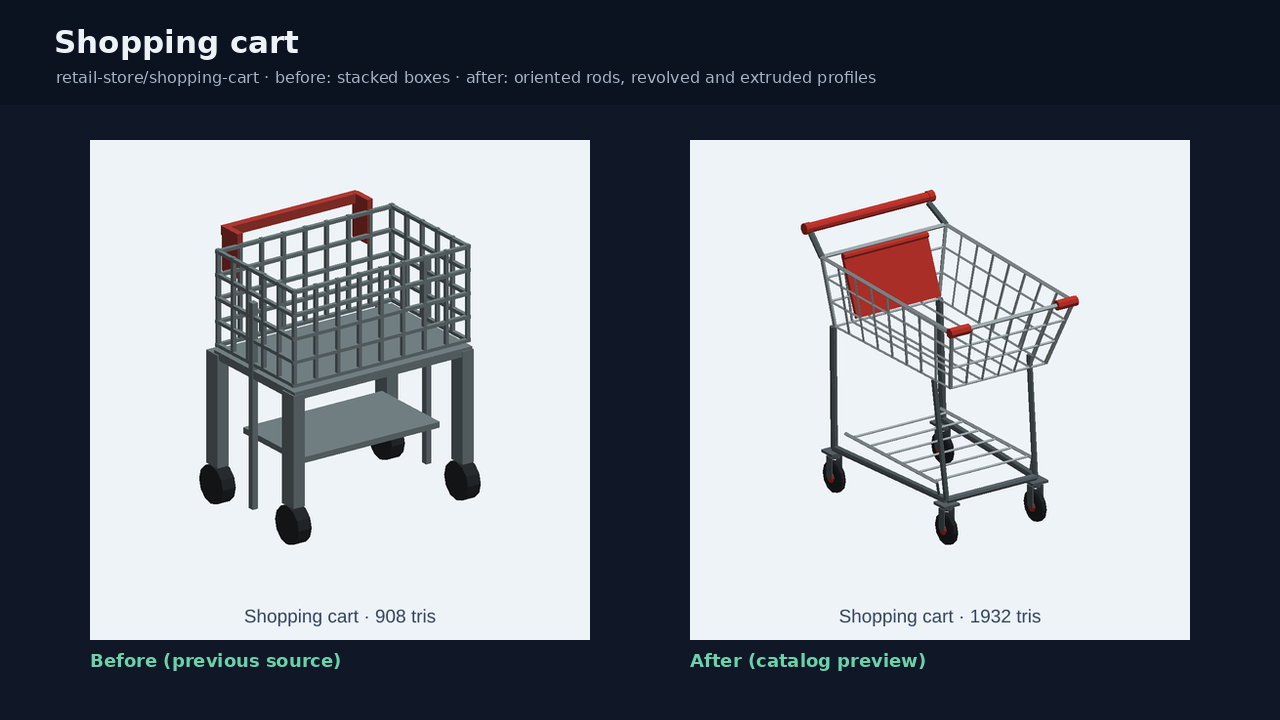 Shopping cart
retail-store/shopping-cart · before: stacked boxes · after: oriented rods, revolved and extruded profiles
Shopping cart · 908 tris
Shopping cart · 1932 tris
Before (previous source)
After (catalog preview)